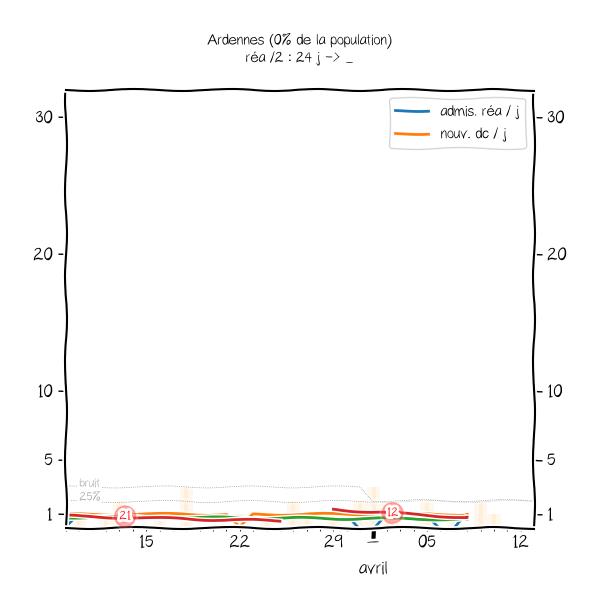 Ardennes (0% de la population)
réa /2 : 24 j -> _
admis. réa / j
nouv. dc / j
30 30
20 20
10 10
5 5
bruit
25%
1 21 12 1
15 22 29 1 05 12
avril